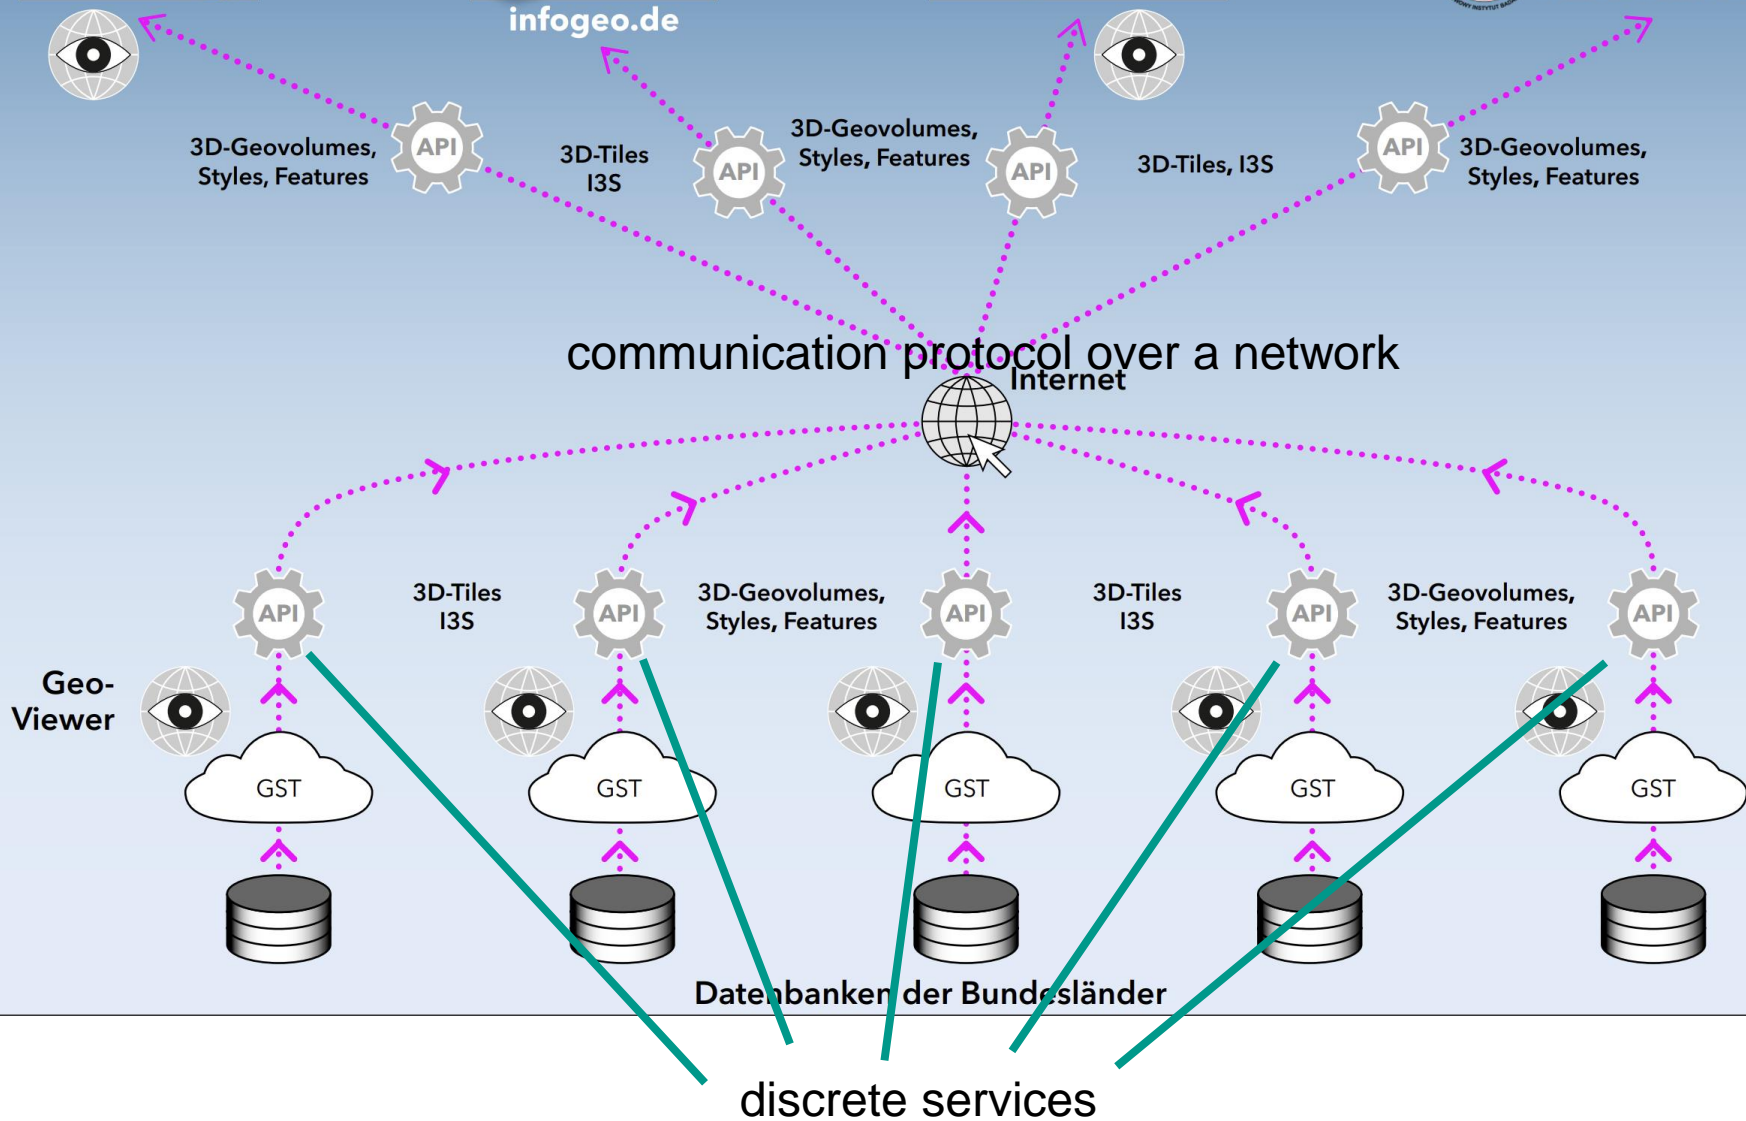 infogeo.de
OWY INSTYTUT BADA
3D-Geovolumes,
Styles, Features
API
3D-Tiles
I3S
API
3D-Geovolumes,
Styles, Features
API
3D-Tiles, I3S
API
3D-Geovolumes,
Styles, Features
communication protocol over a network
Internet
API
3D-Tiles
I3S
API
3D-Geovolumes,
Styles, Features
API
3D-Tiles
I3S
API
3D-Geovolumes,
Styles, Features
API
Geo-
Viewer
GST
GST
GST
GST
GST
Datenbanken der Bundesländer
discrete services